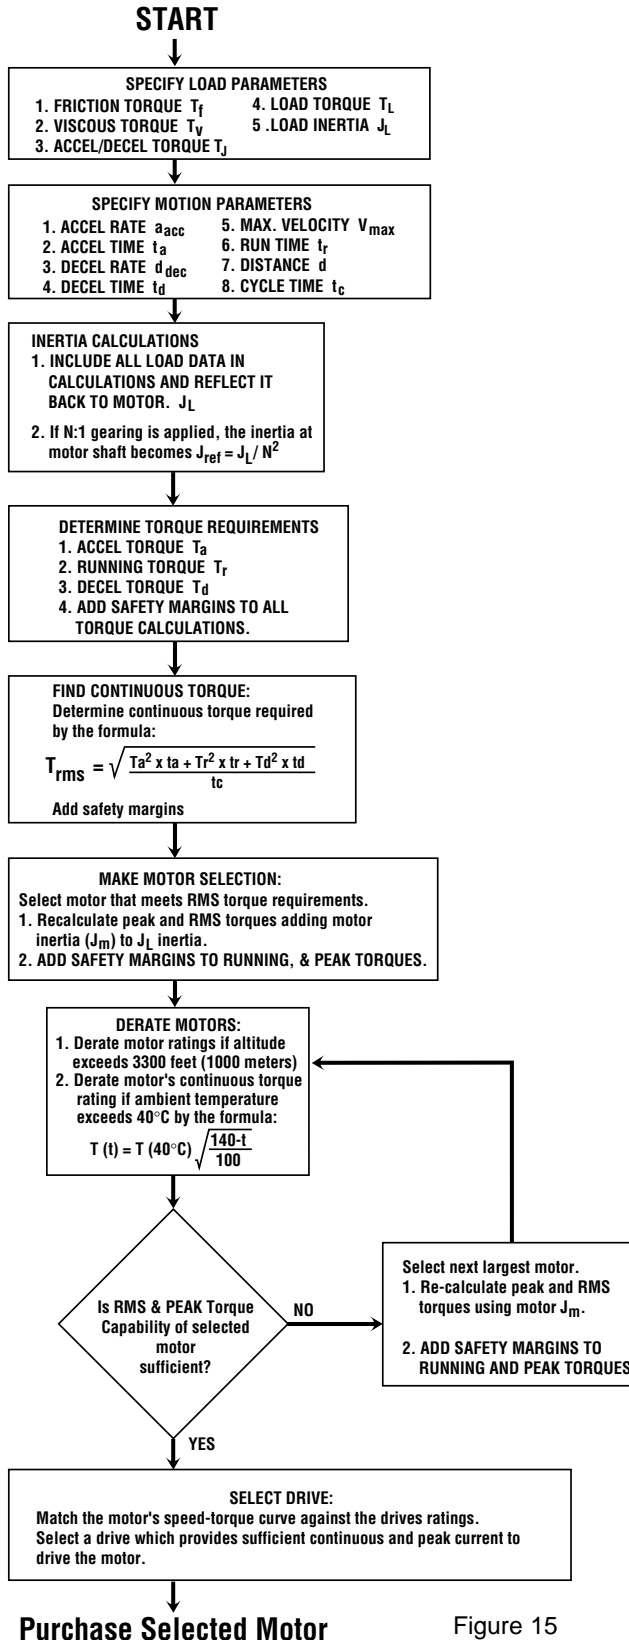 START
SPECIFY LOAD PARAMETERS
1. FRICTION TORQUE Tf
2. VISCOUS TORQUE Tv
3. ACCEL/DECEL TORQUE TJ
4. LOAD TORQUE TL
5 .LOAD INERTIA JL
SPECIFY MOTION PARAMETERS
1. ACCEL RATE aacc
2. ACCEL TIME ta
3. DECEL RATE ddec
4. DECEL TIME td
5. MAX. VELOCITY Vmax
6. RUN TIME tr
7. DISTANCE d
8. CYCLE TIME tc
INERTIA CALCULATIONS
1. INCLUDE ALL LOAD DATA IN
CALCULATIONS AND REFLECT IT
BACK TO MOTOR. JL
2. If N:1 gearing is applied, the inertia at
motor shaft becomes Jref = JL/ N²
DETERMINE TORQUE REQUIREMENTS
1. ACCEL TORQUE Ta
2. RUNNING TORQUE Tr
3. DECEL TORQUE Td
4. ADD SAFETY MARGINS TO ALL
TORQUE CALCULATIONS.
FIND CONTINUOUS TORQUE:
Determine continuous torque required
by the formula:
Trms = √ Ta² x ta + Tr² x tr + Td² x td
tc
Add safety margins
MAKE MOTOR SELECTION:
Select motor that meets RMS torque requirements.
1. Recalculate peak and RMS torques adding motor
inertia (Jm) to JL inertia.
2. ADD SAFETY MARGINS TO RUNNING, & PEAK TORQUES.
DERATE MOTORS:
1. Derate motor ratings if altitude
exceeds 3300 feet (1000 meters)
2. Derate motor's continuous torque
rating if ambient temperature
exceeds 40°C by the formula:
T (t) = T (40°C) √ 140-t
100
Is RMS & PEAK Torque
Capability of selected
motor
sufficient?
NO
Select next largest motor.
1. Re-calculate peak and RMS
torques using motor Jm.
2. ADD SAFETY MARGINS TO
RUNNING AND PEAK TORQUES
YES
SELECT DRIVE:
Match the motor's speed-torque curve against the drives ratings.
Select a drive which provides sufficient continuous and peak current to
drive the motor.
Purchase Selected Motor
Figure 15